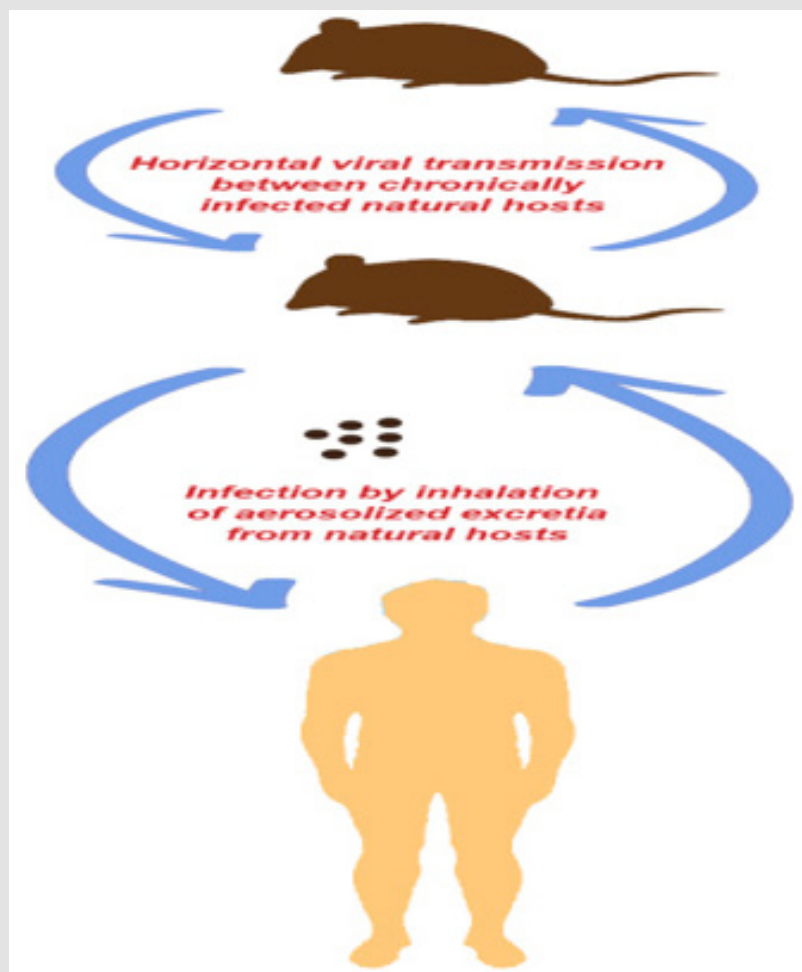 Horizontal viral transmission
between chronically
infected natural hosts
Infection by inhalation
of aerosolized excretia
from natural hosts